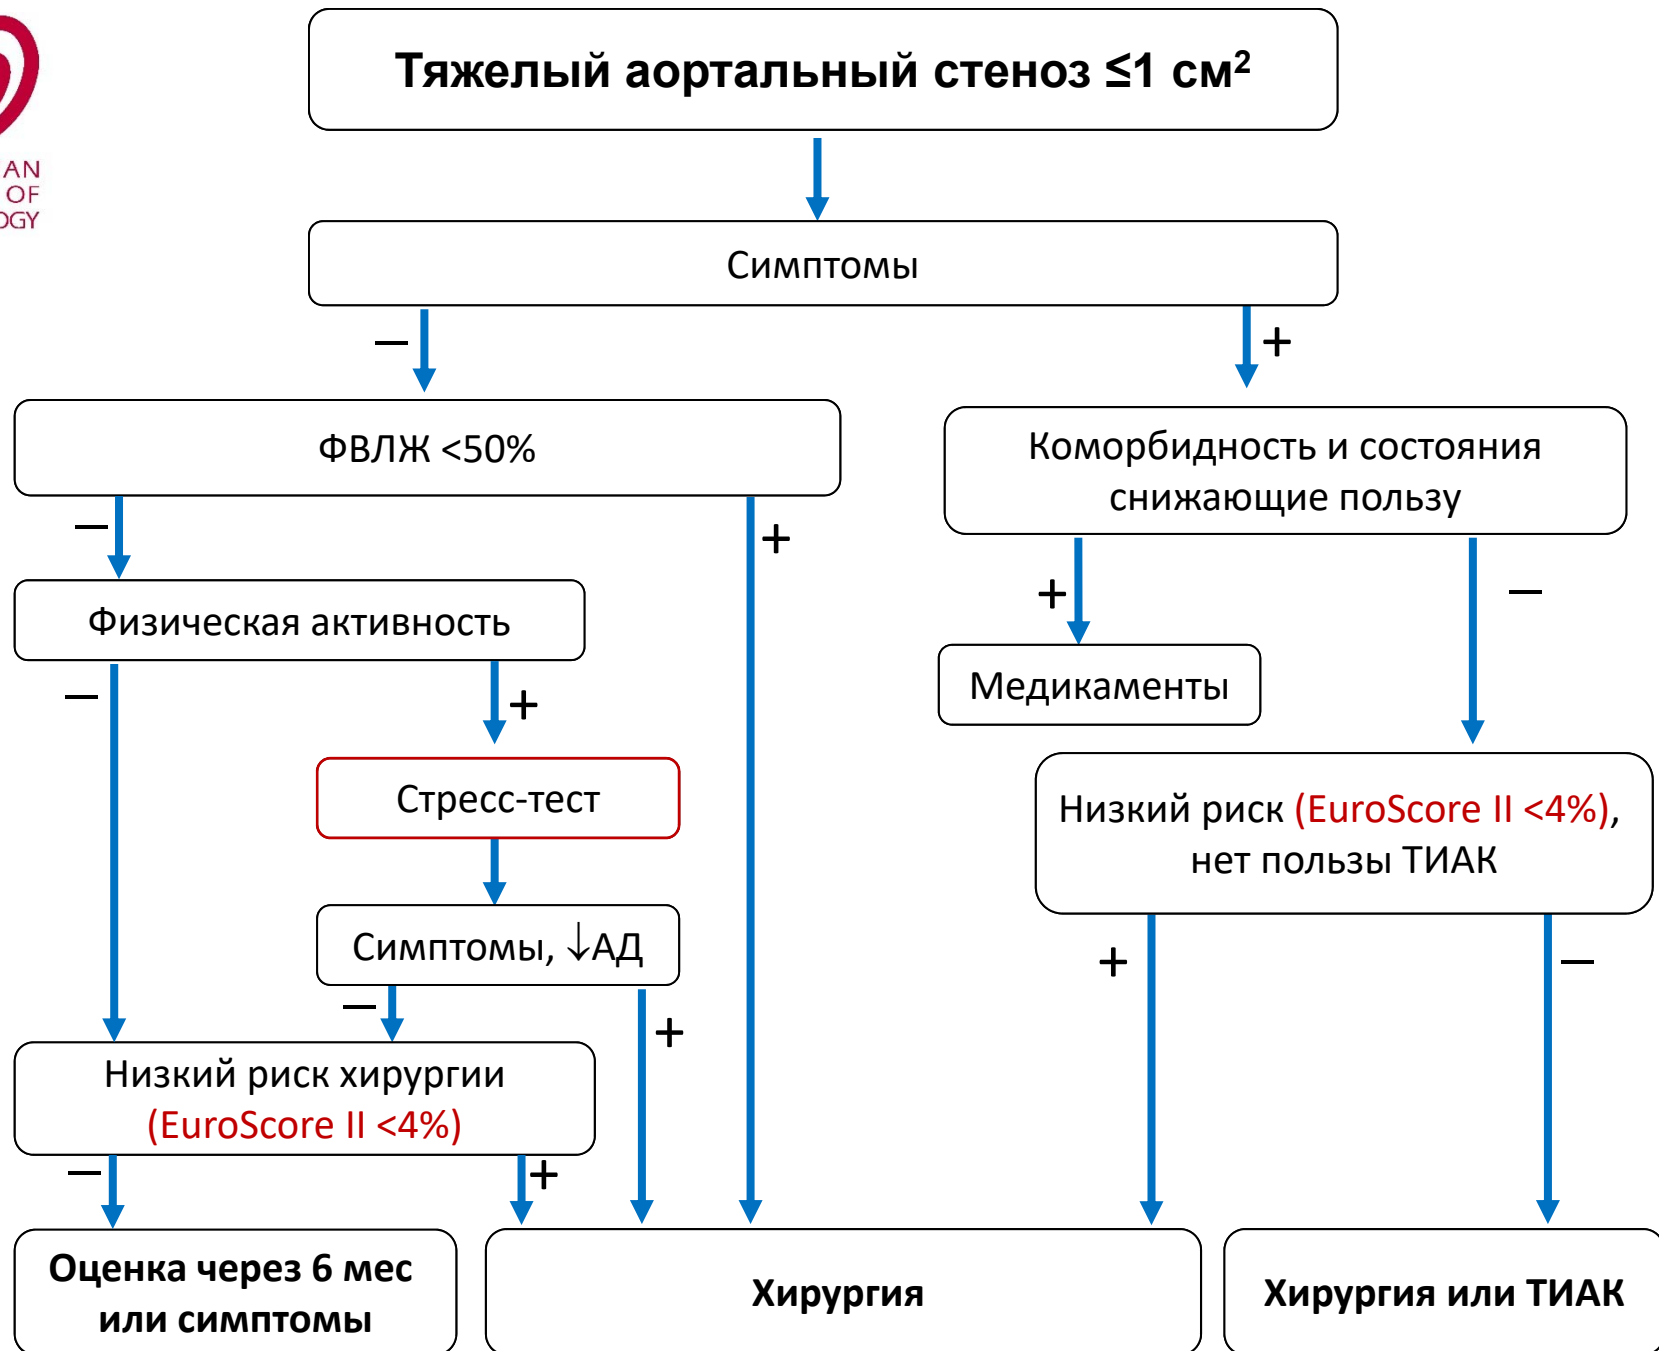 AN
OF
OGY
Тяжелый аортальный стеноз ≤1 см²
Симптомы
–
+
ФВЛЖ <50%
Коморбидность и состояния
снижающие пользу
–
+
+
–
Физическая активность
Медикаменты
–
+
Стресс-тест
Низкий риск (EuroScore II <4%),
нет пользы ТИАК
Симптомы, ↓АД
+
–
–
+
Низкий риск хирургии
(EuroScore II <4%)
–
+
Оценка через 6 мес
или симптомы
Хирургия
Хирургия или ТИАК